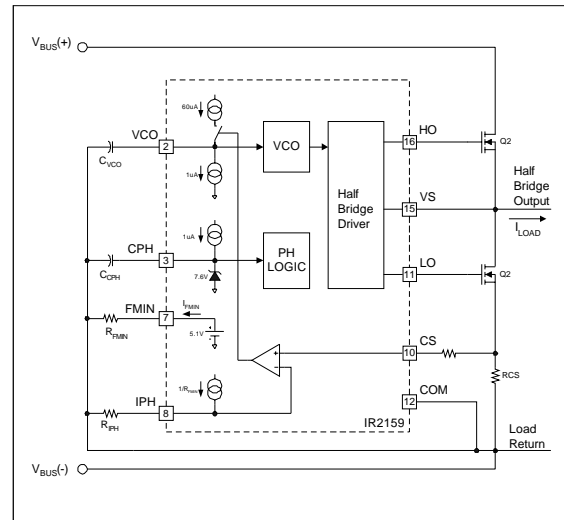 VBUS(+)
60uA
VCO
2
CVCO
1uA
VCO
Half
Bridge
Driver
HO
16
Q2
VS
15
Half
Bridge
Output
ILOAD
1uA
CPH
3
CCPH
7.6V
PH
LOGIC
LO
11
Q2
FMIN
7
IFMIN
RFMIN
5.1V
CS
10
+
-
RCS
1/RFMIN
COM
12
IPH
8
RIPH
IR2159
Load
Return
VBUS(-)